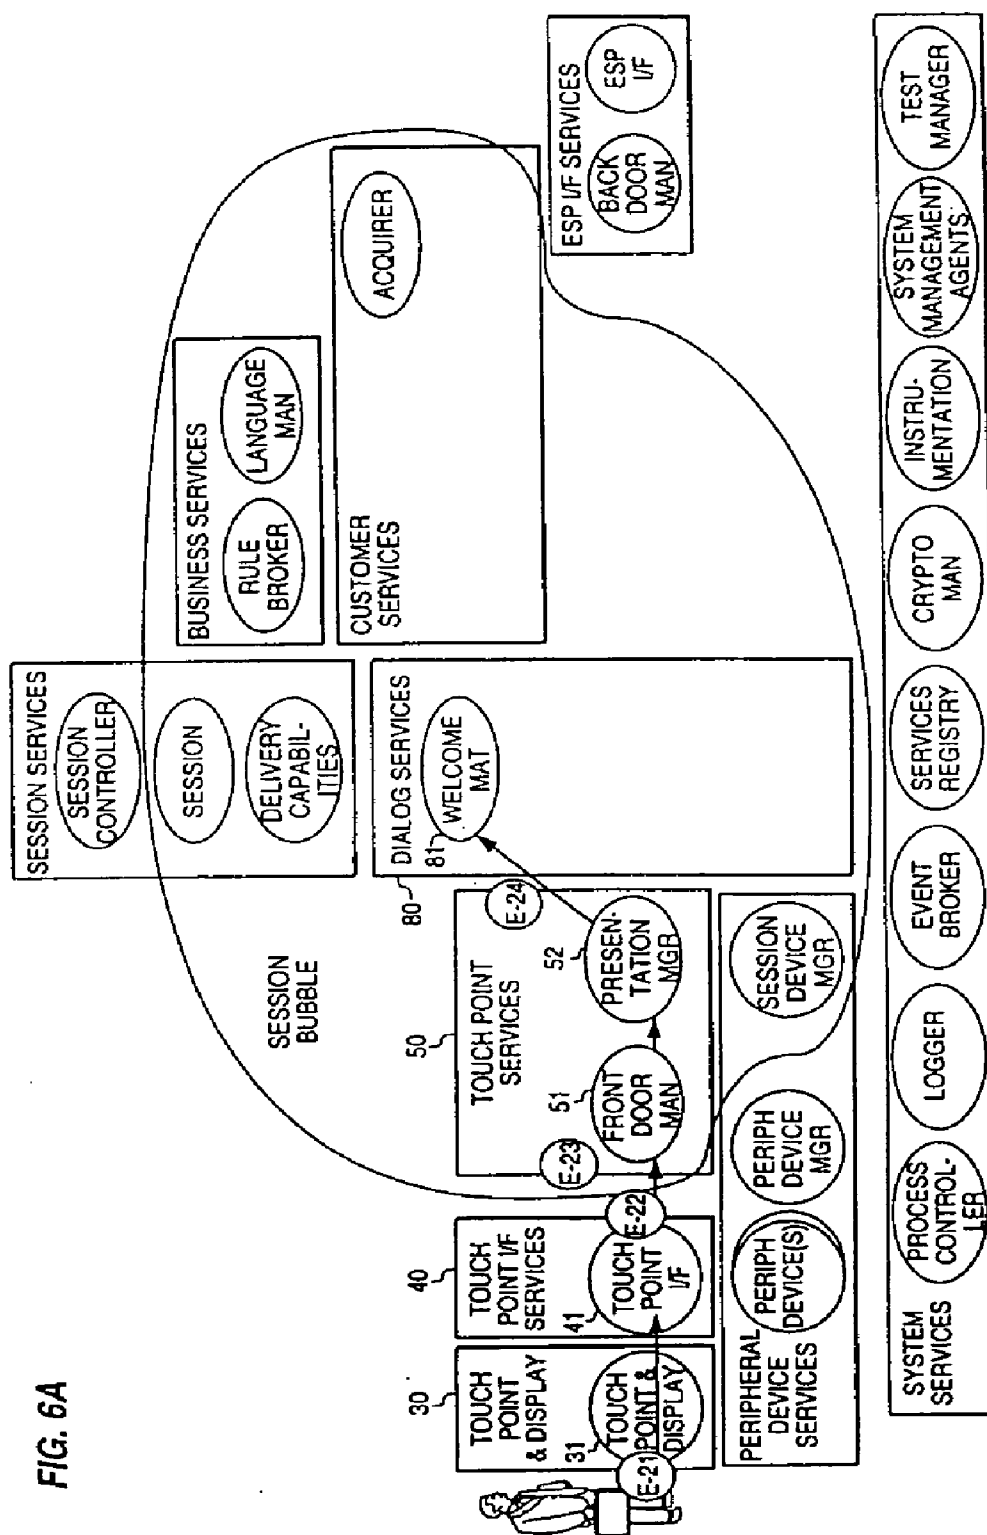 FIG. 6A
SESSION SERVICES
SESSION
CONTROLLER
SESSION
DELIVERY
CAPABIL-
ITIES
BUSINESS SERVICES
RULE
BROKER
LANGUAGE
MAN
CUSTOMER
SERVICES
ACQUIRER
ESP I/F SERVICES
BACK
DOOR
MAN
ESP
I/F
SESSION
BUBBLE
30
TOUCH
POINT
& DISPLAY
31
TOUCH
POINT &
DISPLAY
E-21
40
TOUCH
POINT I/F
SERVICES
41
TOUCH
POINT
I/F
E-22
50
TOUCH POINT
SERVICES
E-23
51
FRONT
DOOR
MAN
52
PRESEN-
TATION
MGR
E-24
80
DIALOG SERVICES
81
WELCOME
MAT
PERIPHERAL
DEVICE
SERVICES
PERIPH
DEVICE(S)
PERIPH
DEVICE
MGR
SESSION
DEVICE
MGR
SYSTEM
SERVICES
PROCESS
CONTROL-
LER
LOGGER
EVENT
BROKER
SERVICES
REGISTRY
CRYPTO
MAN
INSTRU-
MENTATION
SYSTEM
MANAGEMENT
AGENTS
TEST
MANAGER